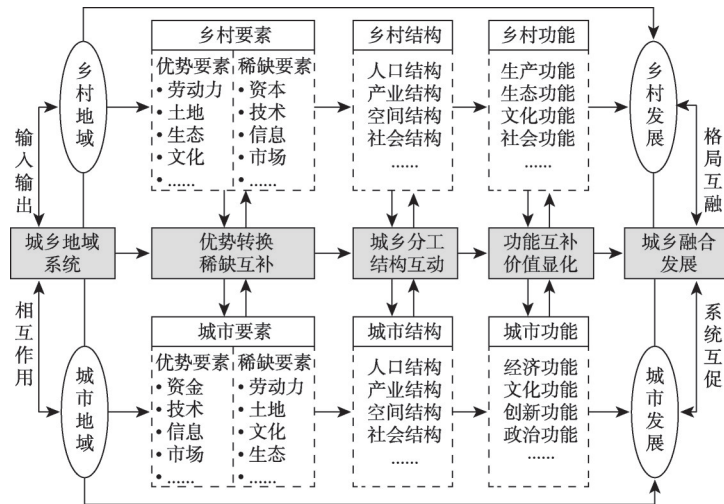 乡村地域
乡村要素
优势要素
• 劳动力
• 土地
• 生态
• 文化
• ......
稀缺要素
• 资本
• 技术
• 信息
• 市场
• ......
乡村结构
人口结构
产业结构
空间结构
社会结构
......
乡村功能
生产功能
生态功能
文化功能
社会功能
......
乡村发展
输入输出
格局互融
城乡地域
系统
优势转换
稀缺互补
城乡分工
结构互动
功能互补
价值显化
城乡融合
发展
相互作用
系统互促
城市地域
城市要素
优势要素
• 资金
• 技术
• 信息
• 市场
• ......
稀缺要素
• 劳动力
• 土地
• 文化
• 生态
• ......
城市结构
人口结构
产业结构
空间结构
社会结构
......
城市功能
经济功能
文化功能
创新功能
政治功能
......
城市发展